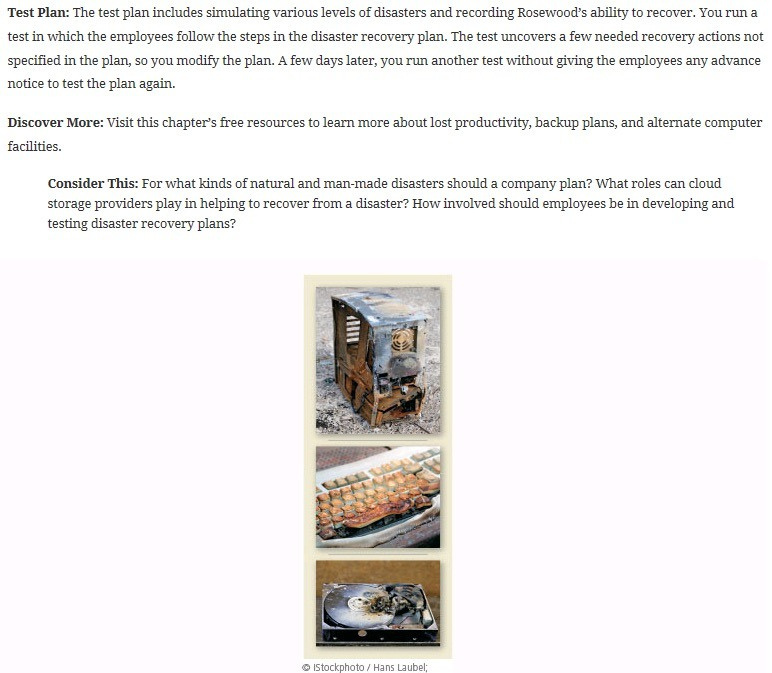 Test Plan: The test plan includes simulating various levels of disasters and recording Rosewood's ability to recover. You run a
test in which the employees follow the steps in the disaster recovery plan. The test uncovers a few needed recovery actions not
specified in the plan, so you modify the plan. A few days later, you run another test without giving the employees any advance
notice to test the plan again.
Discover More: Visit this chapter's free resources to learn more about lost productivity, backup plans, and alternate computer
facilities.
Consider This: For what kinds of natural and man-made disasters should a company plan? What roles can cloud
storage providers play in helping to recover from a disaster? How involved should employees be in developing and
testing disaster recovery plans?
© iStockphoto / Hans Laubel;